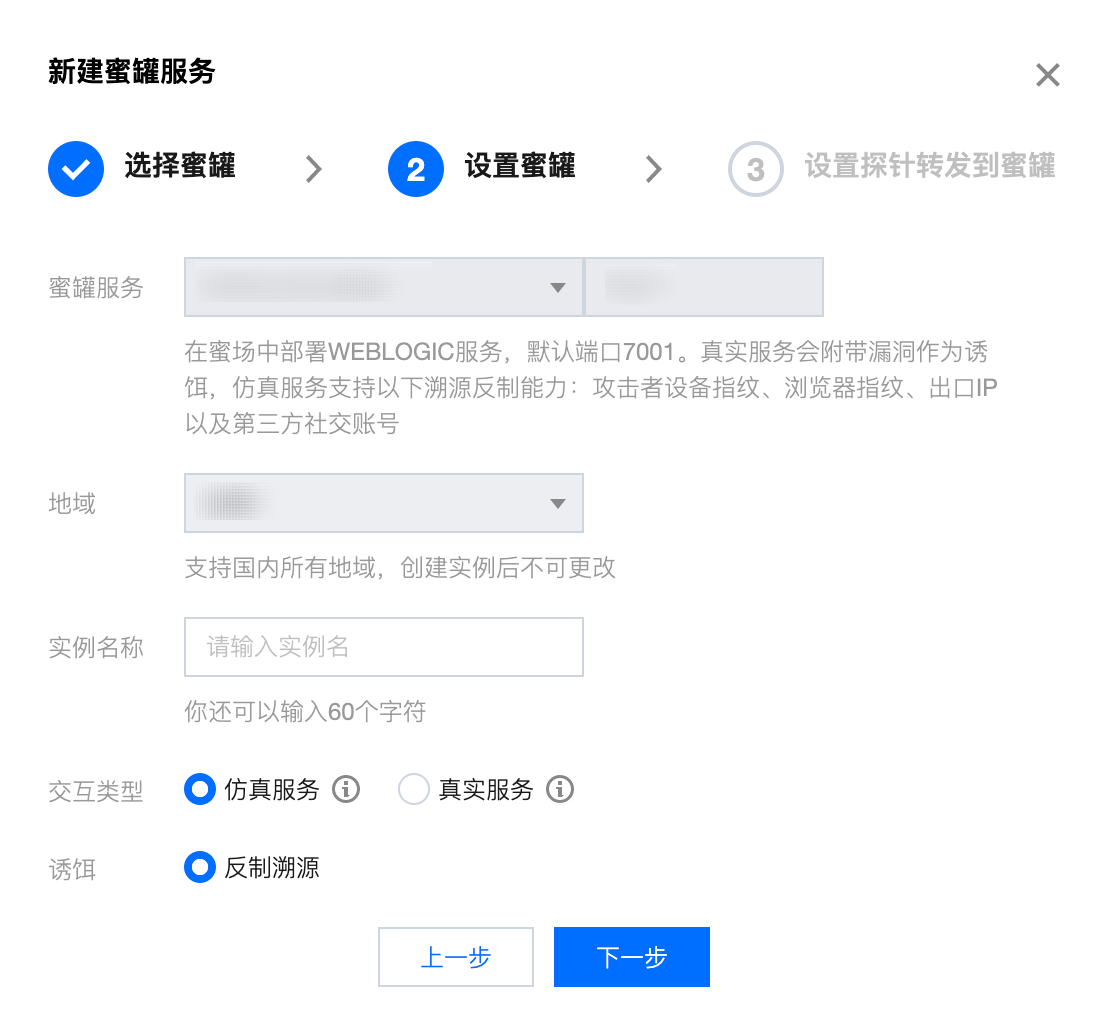 新建蜜罐服务
选择蜜罐
2 设置蜜罐
3 设置探针转发到蜜罐
蜜罐服务
在蜜场中部署WEBLOGIC服务，默认端口7001。真实服务会附带漏洞作为诱
饵，仿真服务支持以下溯源反制能力：攻击者设备指纹、浏览器指纹、出口IP
以及第三方社交账号
地域
支持国内所有地域，创建实例后不可更改
实例名称 请输入实例名
你还可以输入60个字符
交互类型 仿真服务 真实服务
诱饵 反制溯源
上一步 下一步